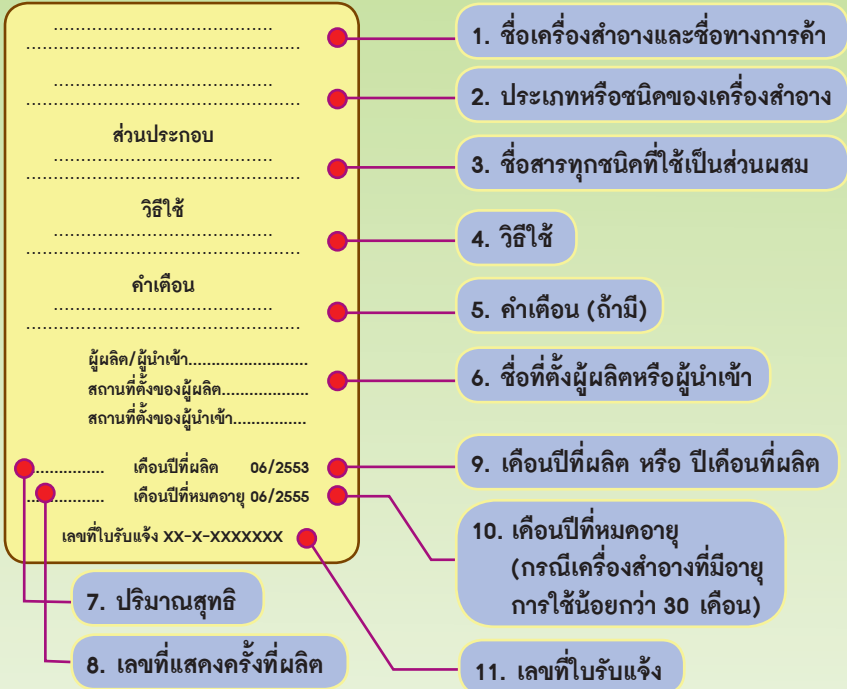 ........................................
..................................................
1. ชื่อเครื่องสำอางและชื่อทางการค้า
........................................
..................................................
2. ประเภทหรือชนิดของเครื่องสำอาง
ส่วนประกอบ
........................................
..................................................
3. ชื่อสารทุกชนิดที่ใช้เป็นส่วนผสม
วิธีใช้
........................................
..................................................
4. วิธีใช้
คำเตือน
........................................
..................................................
5. คำเตือน (ถ้ามี)
ผู้ผลิต/ผู้นำเข้า.........................
สถานที่ตั้งของผู้ผลิต...................
สถานที่ตั้งของผู้นำเข้า................
6. ชื่อที่ตั้งผู้ผลิตหรือผู้นำเข้า
................ เดือนปีที่ผลิต 06/2553
................ เดือนปีที่หมดอายุ 06/2555
เลขที่ใบรับแจ้ง XX-X-XXXXXXX
7. ปริมาณสุทธิ
8. เลขที่แสดงครั้งที่ผลิต
9. เดือนปีที่ผลิต หรือ ปีเดือนที่ผลิต
10. เดือนปีที่หมดอายุ
(กรณีเครื่องสำอางที่มีอายุ
การใช้น้อยกว่า 30 เดือน)
11. เลขที่ใบรับแจ้ง